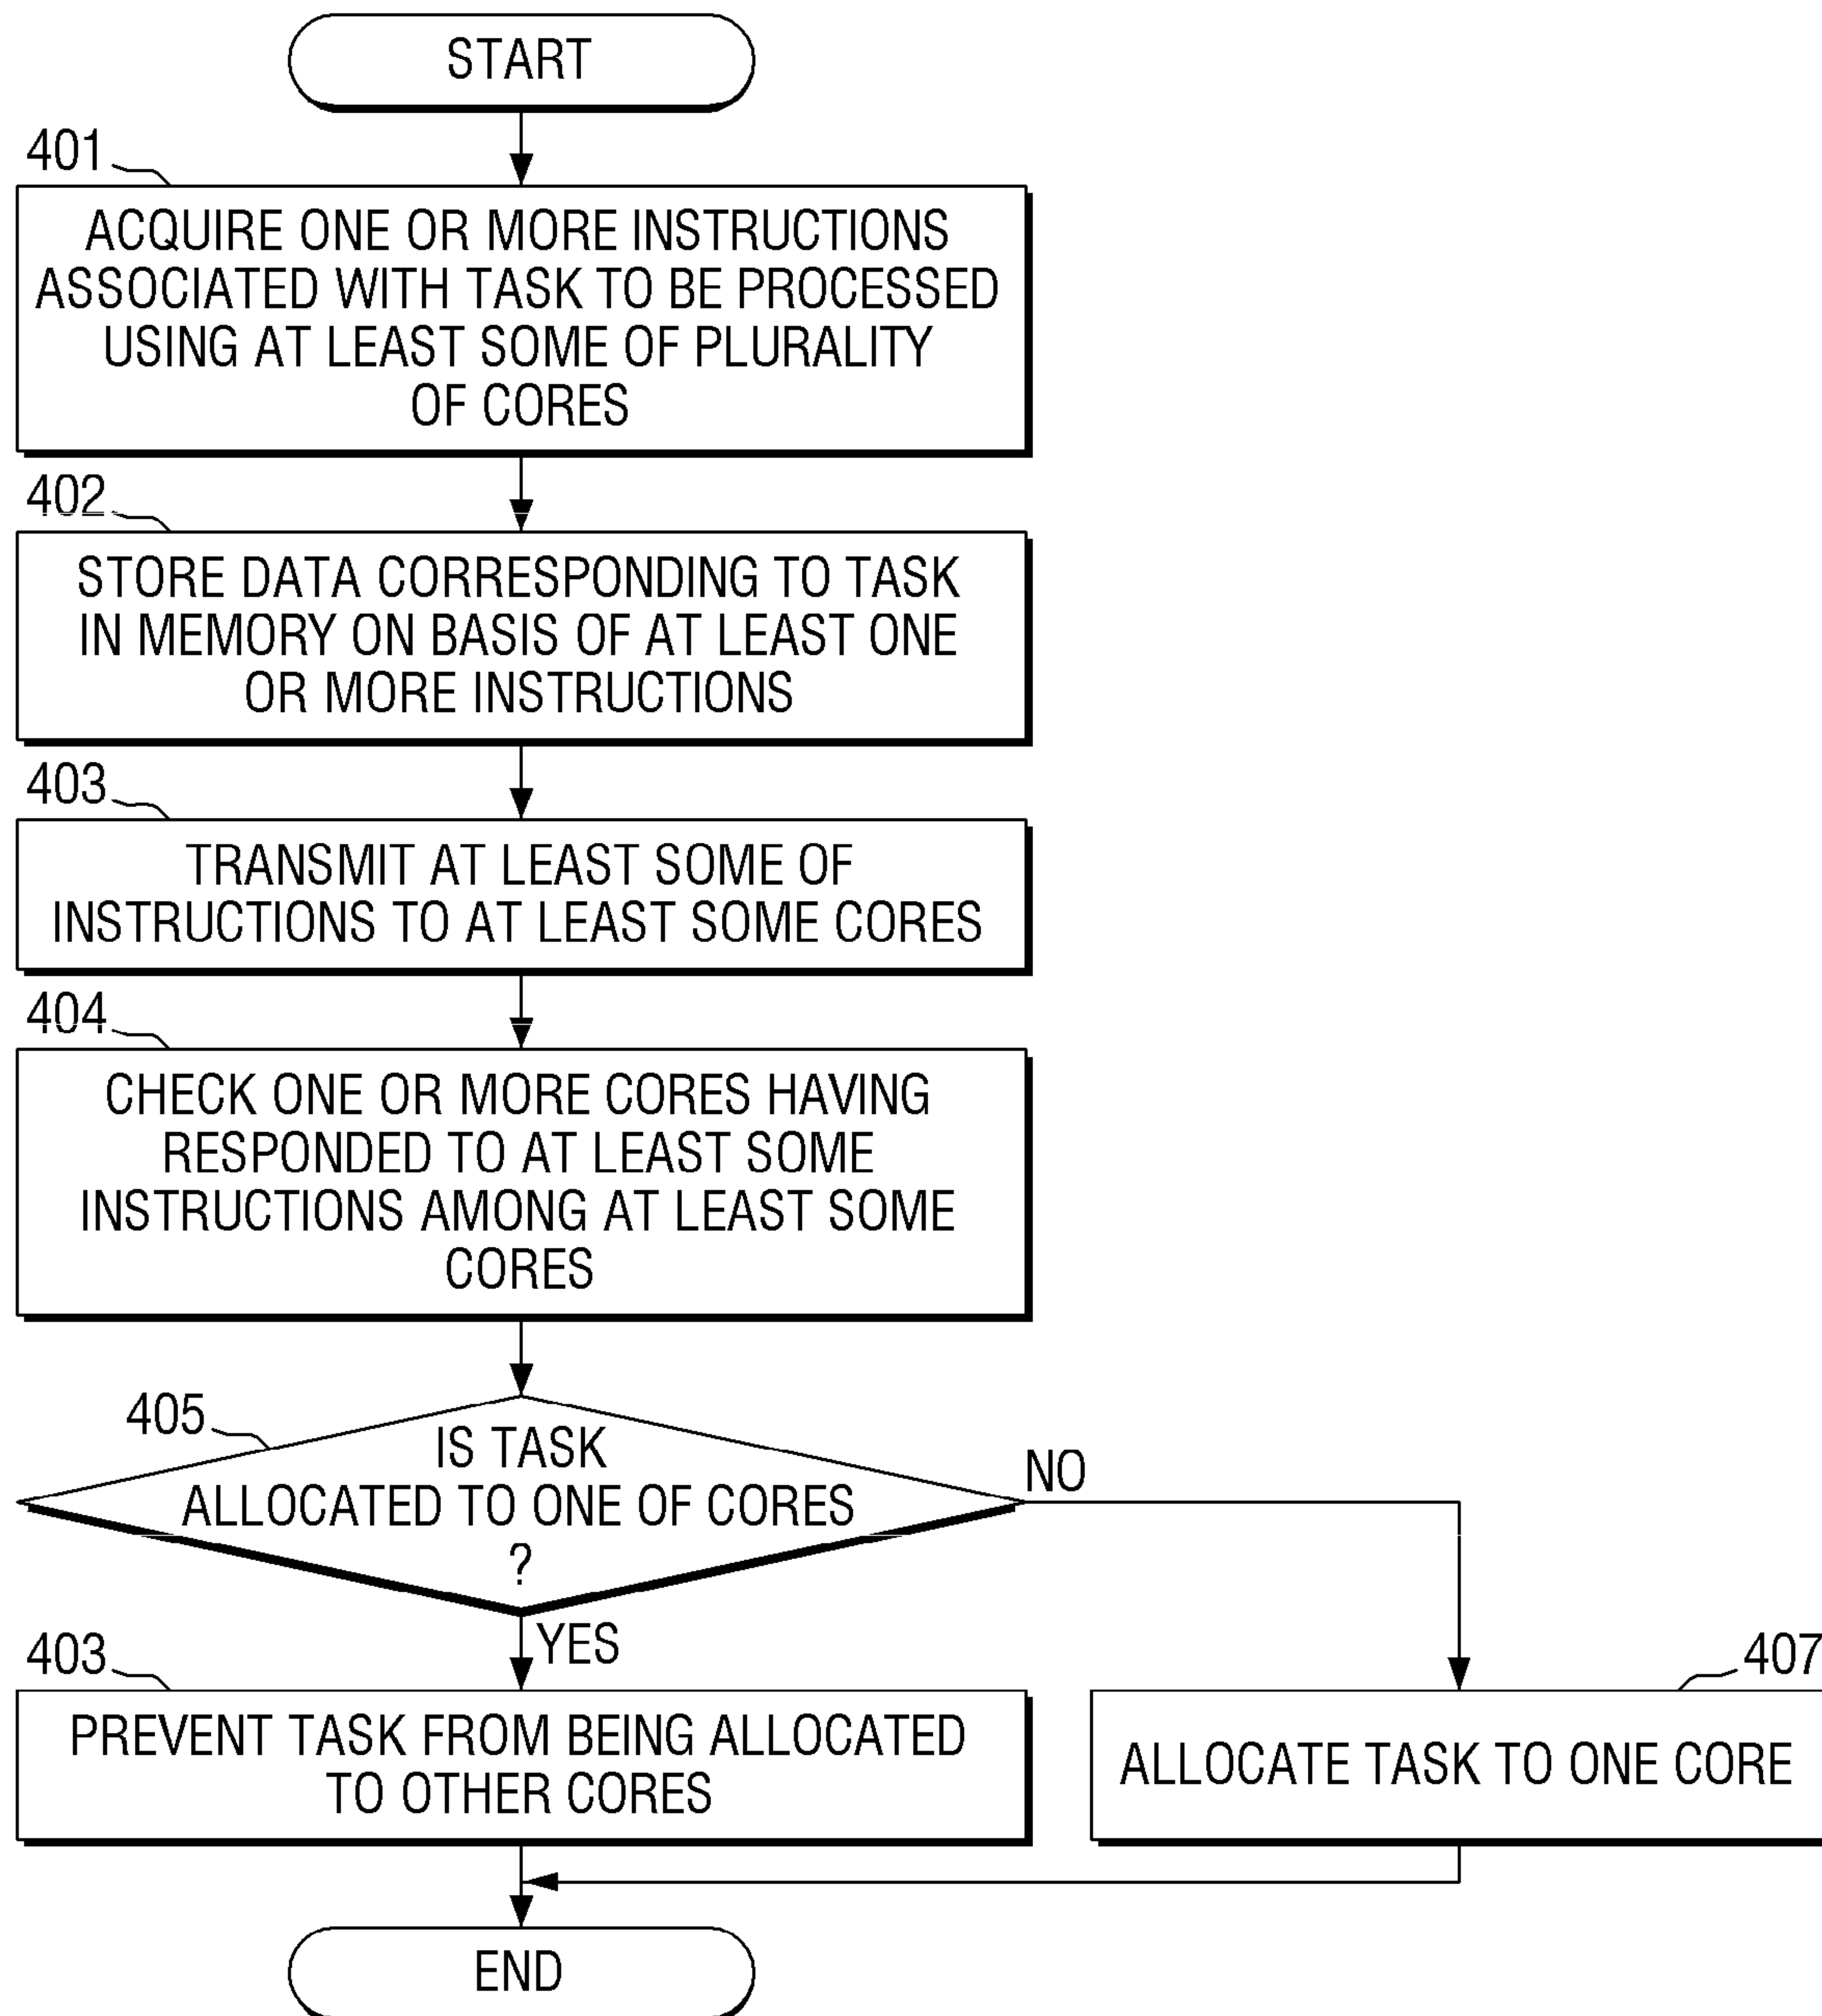 START
401
ACQUIRE ONE OR MORE INSTRUCTIONS
ASSOCIATED WITH TASK TO BE PROCESSED
USING AT LEAST SOME OF PLURALITY
OF CORES
402
STORE DATA CORRESPONDING TO TASK
IN MEMORY ON BASIS OF AT LEAST ONE
OR MORE INSTRUCTIONS
403
TRANSMIT AT LEAST SOME OF
INSTRUCTIONS TO AT LEAST SOME CORES
404
CHECK ONE OR MORE CORES HAVING
RESPONDED TO AT LEAST SOME
INSTRUCTIONS AMONG AT LEAST SOME
CORES
405
IS TASK
ALLOCATED TO ONE OF CORES
?
NO
YES
403
PREVENT TASK FROM BEING ALLOCATED
TO OTHER CORES
407
ALLOCATE TASK TO ONE CORE
END